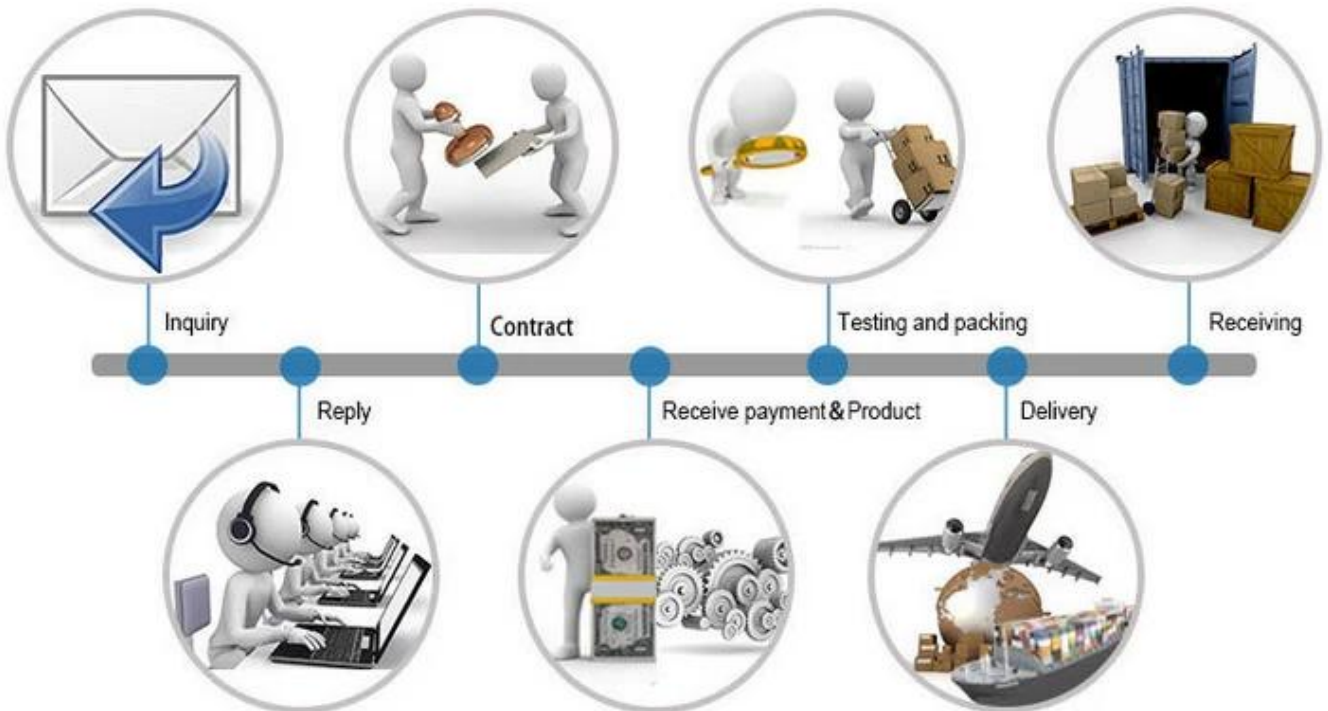 Inquiry
Contract
Testing and packing
Receiving
Reply
Receive payment&Product
Delivery